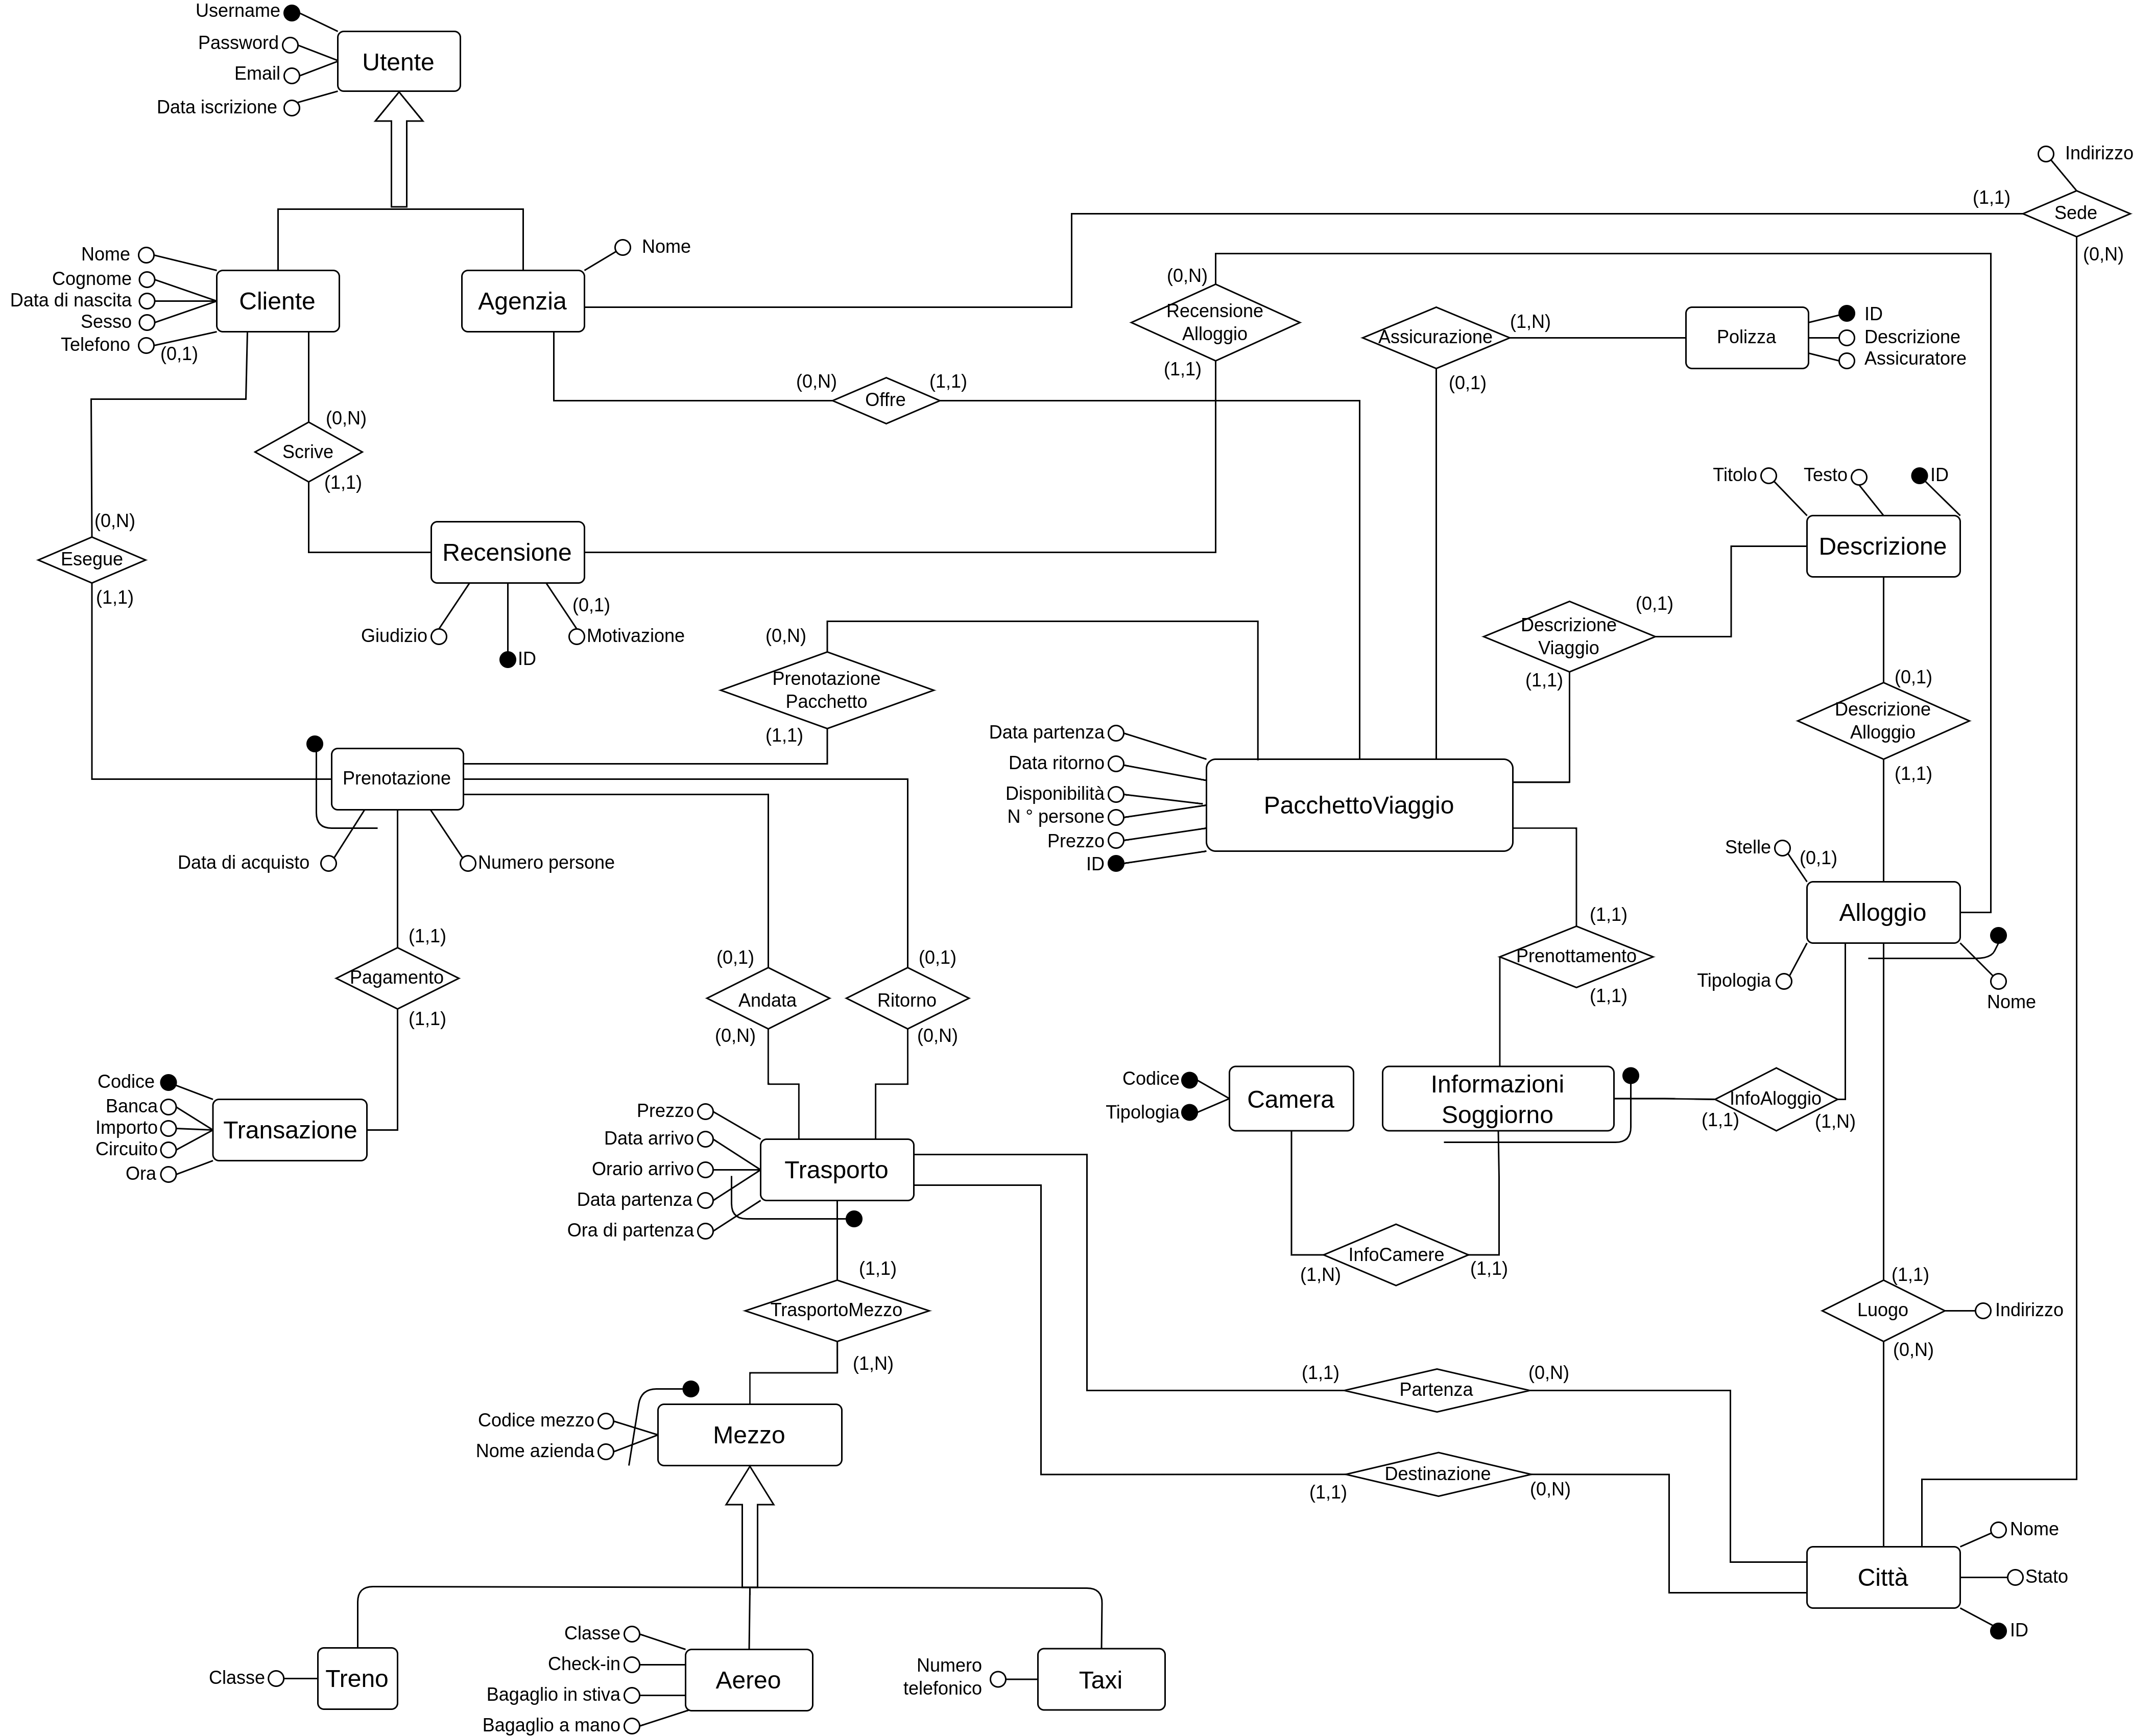 Username
Password
Utente
Email
Data iscrizione
Indirizzo
(1,1)
Sede
(0,N)
Nome
Nome
Cognome
Data di nascita
Cliente
Agenzia
Sesso
Telefono
(0,1)
(0,N)
Recensione
Alloggio
(1,1)
Assicurazione
(1,N)
(0,1)
Polizza
ID
Descrizione
Assicuratore
(0,N)
Offre
(1,1)
(0,N)
Scrive
(1,1)
Titolo
Testo
ID
Descrizione
(0,N)
Esegue
(1,1)
Recensione
(0,1)
Giudizio
ID
Motivazione
(0,N)
Prenotazione
Pacchetto
(1,1)
(0,1)
Descrizione
Viaggio
(1,1)
(0,1)
Descrizione
Alloggio
(1,1)
Prenotazione
Data di acquisto
Numero persone
Data partenza
Data ritorno
Disponibilità
N ° persone
Prezzo
ID
PacchettoViaggio
Stelle
(0,1)
Alloggio
Tipologia
Nome
(1,1)
Pagamento
(1,1)
(0,1)
Andata
(0,N)
(0,1)
Ritorno
(0,N)
(1,1)
Prenottamento
(1,1)
Codice
Banca
Importo
Circuito
Ora
Transazione
Codice
Tipologia
Camera
Informazioni
Soggiorno
InfoAloggio
(1,1)
(1,N)
Prezzo
Data arrivo
Orario arrivo
Data partenza
Ora di partenza
Trasporto
InfoCamere
(1,N)
(1,1)
(1,1)
TrasportoMezzo
(1,N)
(1,1)
Luogo
Indirizzo
(0,N)
(1,1)
Partenza
(0,N)
Codice mezzo
Nome azienda
Mezzo
Destinazione
(1,1)
(0,N)
Nome
Città
Stato
ID
Classe
Treno
Classe
Check-in
Bagaglio in stiva
Bagaglio a mano
Aereo
Numero
telefonico
Taxi